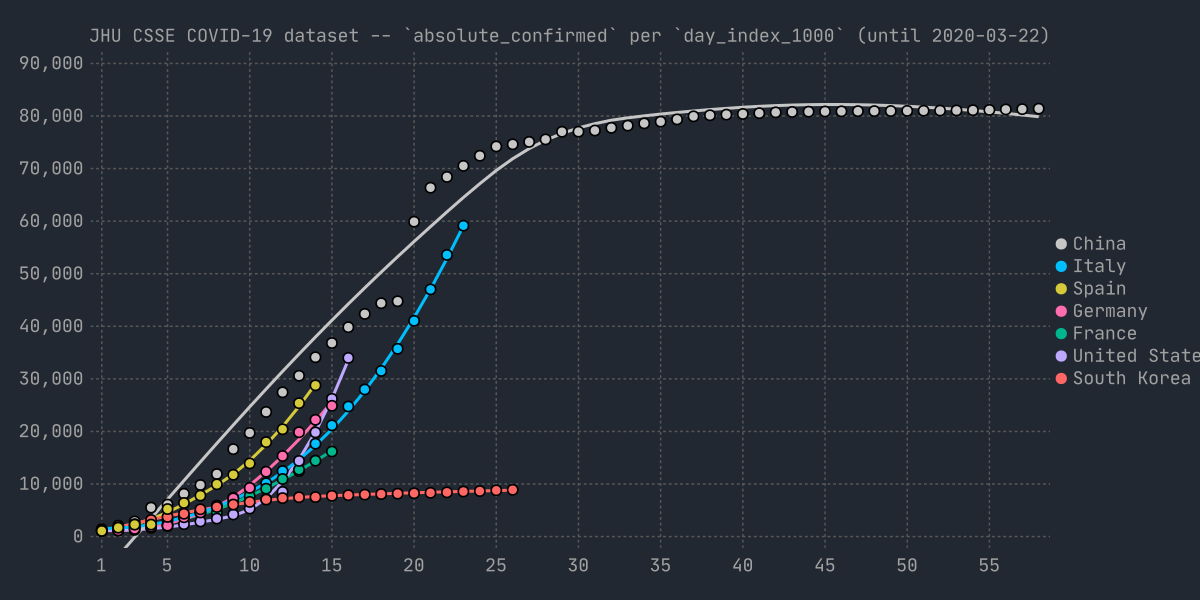 JHU CSSE COVID-19 dataset -- `absolute_confirmed` per `day_index_1000` (until 2020-03-22)
90,000
80,000
70,000
60,000
50,000
40,000
30,000
20,000
10,000
0
1 5 10 15 20 25 30 35 40 45 50 55
China
Italy
Spain
Germany
France
United State
South Korea